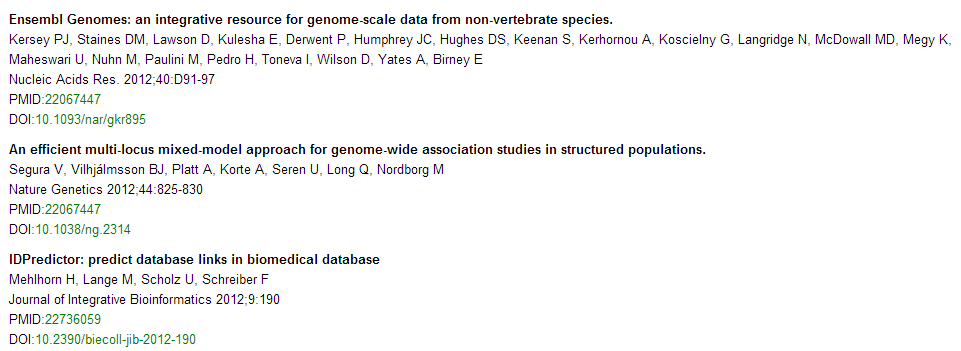 Ensembl Genomes: an integrative resource for genome-scale data from non-vertebrate species.
Kersey PJ, Staines DM, Lawson D, Kulesha E, Derwent P, Humphrey JC, Hughes DS, Keenan S, Kerhornou A, Koscielny G, Langridge N, McDowall MD, Megy K,
Maheswari U, Nuhn M, Paulini M, Pedro H, Toneva I, Wilson D, Yates A, Birney E
Nucleic Acids Res. 2012;40:D91-97
PMID:22067447
DOI:10.1093/nar/gkr895
An efficient multi-locus mixed-model approach for genome-wide association studies in structured populations.
Segura V, Vilhjálmsson BJ, Platt A, Korte A, Seren U, Long Q, Nordborg M
Nature Genetics 2012;44:825-830
PMID:22067447
DOI:10.1038/ng.2314
IDPredictor: predict database links in biomedical database
Mehlhorn H, Lange M, Scholz U, Schreiber F
Journal of Integrative Bioinformatics 2012;9:190
PMID:22736059
DOI:10.2390/biecoll-jib-2012-190